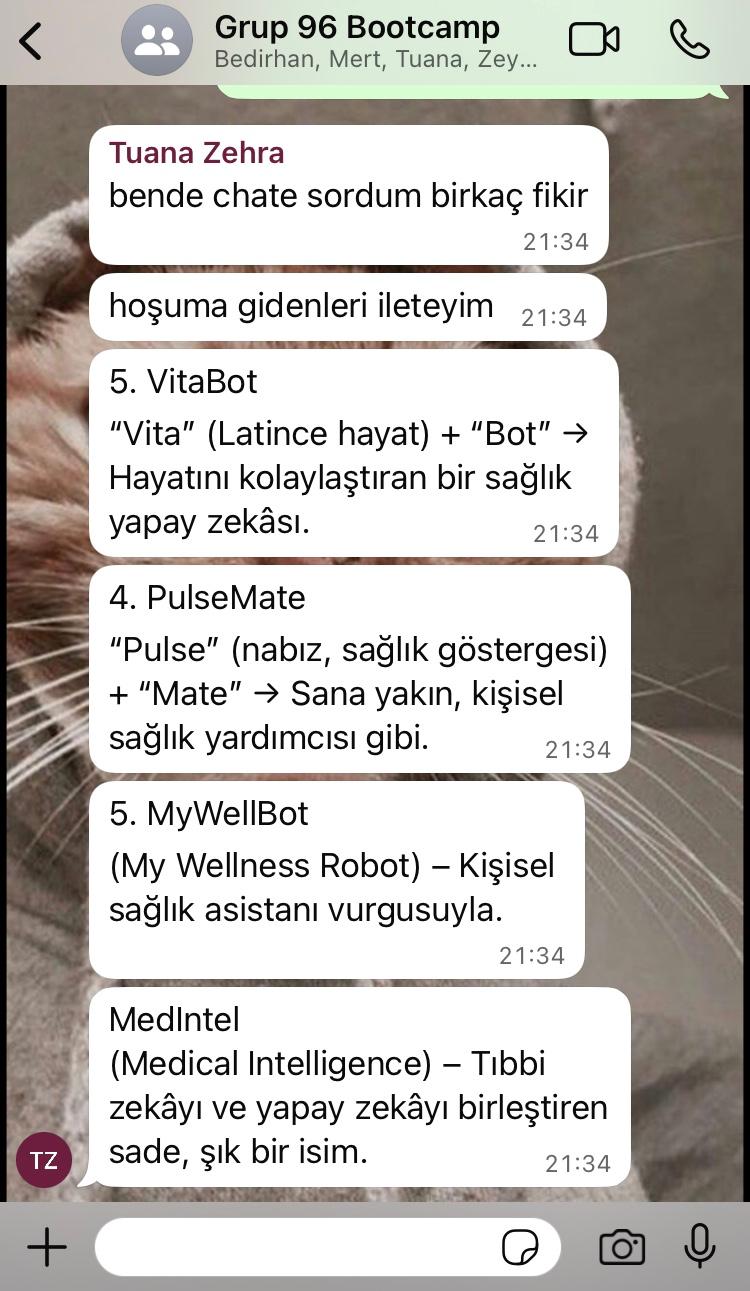 Grup 96 Bootcamp
Bedirhan, Mert, Tuana, Zey...
Tuana Zehra
bende chate sordum birkaç fikir
21:34
hoşuma gidenleri ileteyim 21:34
5. VitaBot
“Vita” (Latince hayat) + “Bot” →
Hayatını kolaylaştıran bir sağlık
yapay zekâsı. 21:34
4. PulseMate
“Pulse” (nabız, sağlık göstergesi)
+ “Mate” → Sana yakın, kişisel
sağlık yardımcısı gibi. 21:34
5. MyWellBot
(My Wellness Robot) – Kişisel
sağlık asistanı vurgusuyla.
21:34
MedIntel
(Medical Intelligence) – Tıbbi
zekâyı ve yapay zekâyı birleştiren
sade, şık bir isim. 21:34
TZ